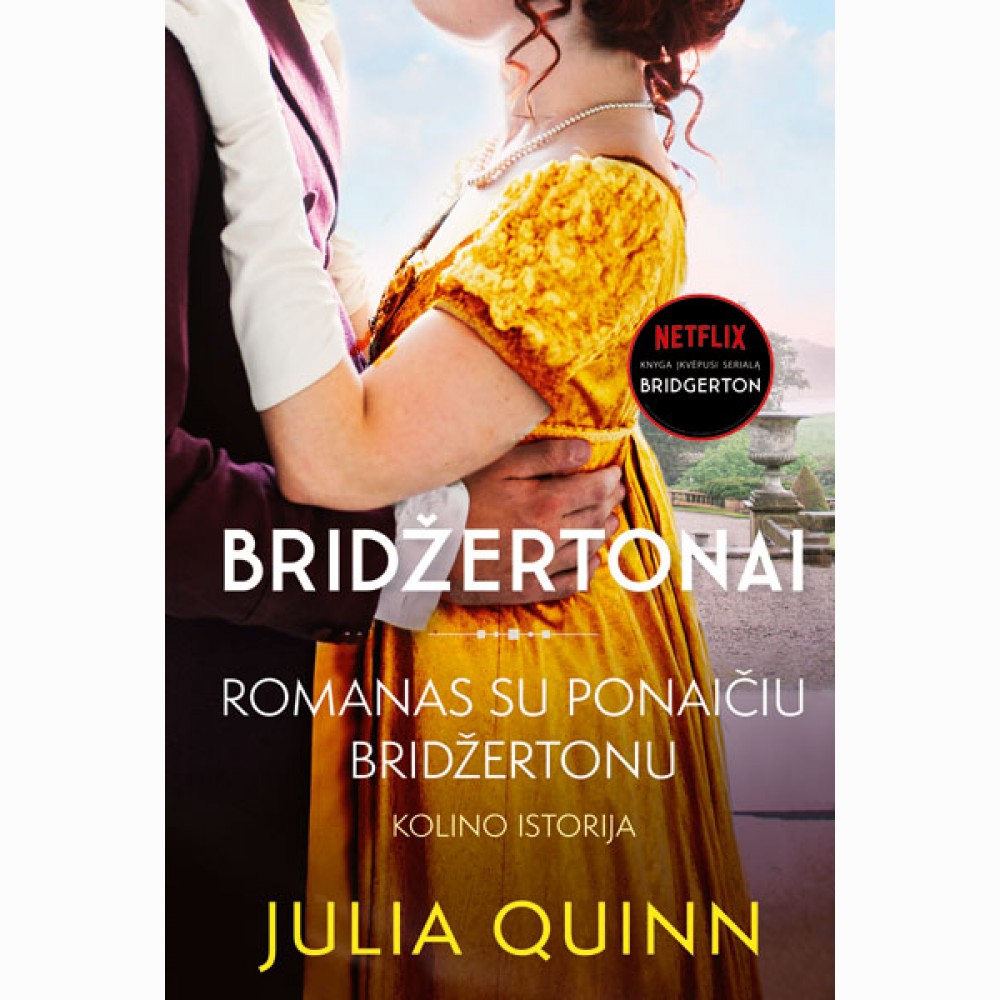 NETFLIX
KNYGA ĮKVĖPUSI SERIALĄ
BRIDGERTON
BRIDŽERTONAI
ROMANAS SU PONAIČIU
BRIDŽERTONU
KOLINO ISTORIJA
JULIA QUINN